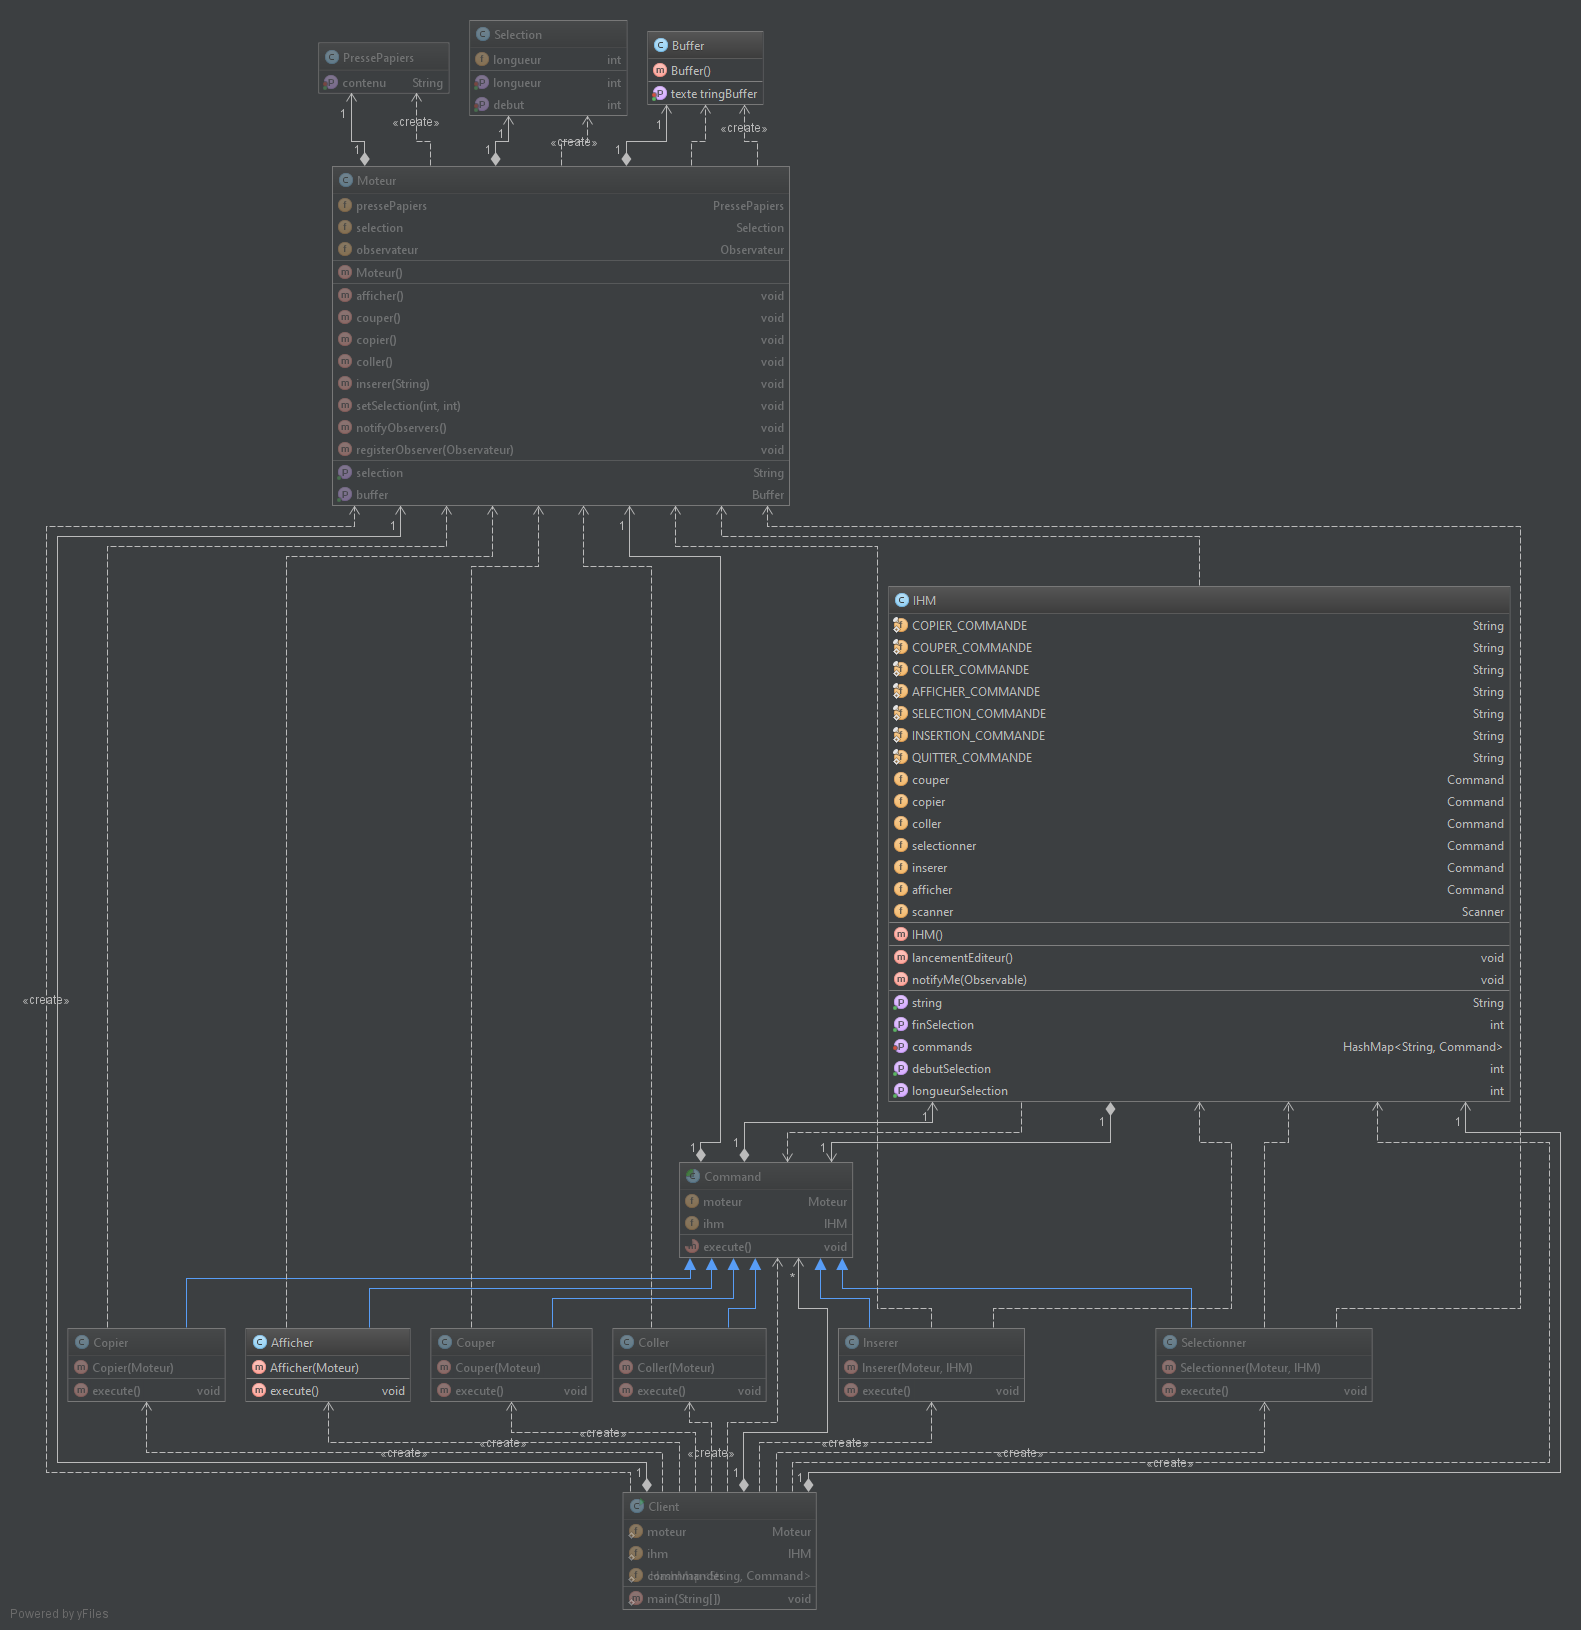 Selection
longueur int
longueur int
debut int
PressePapiers
contenu String
Buffer
Buffer()
texte tringBuffer
1
«create»
1
1
«create»
1
1
«create»
1
Moteur
pressePapiers PressePapiers
selection Selection
observateur Observateur
Moteur()
afficher() void
couper() void
copier() void
coller() void
inserer(String) void
setSelection(int, int) void
notifyObservers() void
registerObserver(Observateur) void
selection String
buffer Buffer
1
1
IHM
COPIER_COMMANDE String
COUPER_COMMANDE String
COLLER_COMMANDE String
AFFICHER_COMMANDE String
SELECTION_COMMANDE String
INSERTION_COMMANDE String
QUITTER_COMMANDE String
couper Command
copier Command
coller Command
selectionner Command
inserer Command
afficher Command
scanner Scanner
IHM()
lancementEditeur() void
notifyMe(Observable) void
string String
finSelection int
commands HashMap<String, Command>
debutSelection int
longueurSelection int
«create»
1
1
1
1
1
1
Command
moteur Moteur
ihm IHM
execute() void
*
Copier
Copier(Moteur)
execute() void
Afficher
Afficher(Moteur)
execute() void
Couper
Couper(Moteur)
execute() void
Coller
Coller(Moteur)
execute() void
Inserer
Inserer(Moteur, IHM)
execute() void
Selectionner
Selectionner(Moteur, IHM)
execute() void
«create»
«create»
«create»
«create»
«create»
«create»
«create»
1
1
1
Client
moteur Moteur
ihm IHM
String, Command>
main(String[]) void
Powered by yFiles